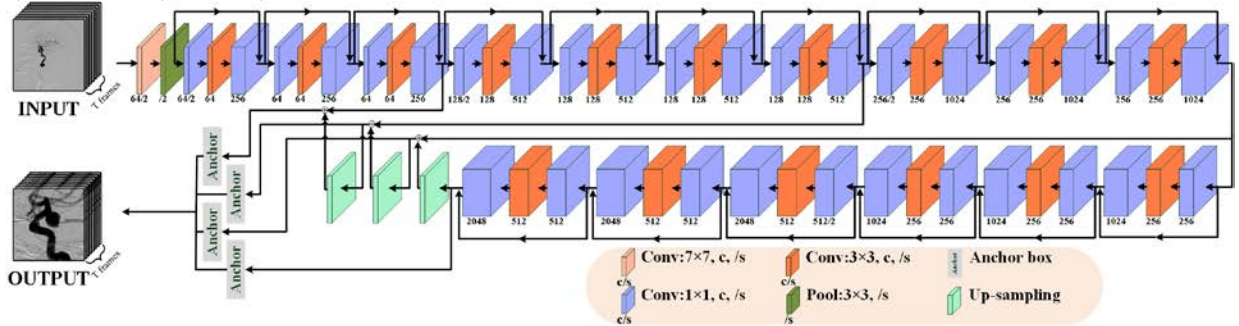 INPUT
T frames
64/2 /2 64/2 64 256 64 64 256 64 64 256 128/2 128 512 128 128 512 128 128 512 128 128 512 256/2 256 1024 256 256 1024 256 256 1024
Anchor
Anchor
Anchor
Anchor
2048 512 512 2048 512 512 2048 512 512/2 1024 256 256 1024 256 256 1024 256 256
OUTPUT
T frames
Conv:7×7, c, /s
c/s
Conv:3×3, c, /s
c/s
Anchor
Anchor box
Conv:1×1, c, /s
c/s
Pool:3×3, /s
/s
Up-sampling